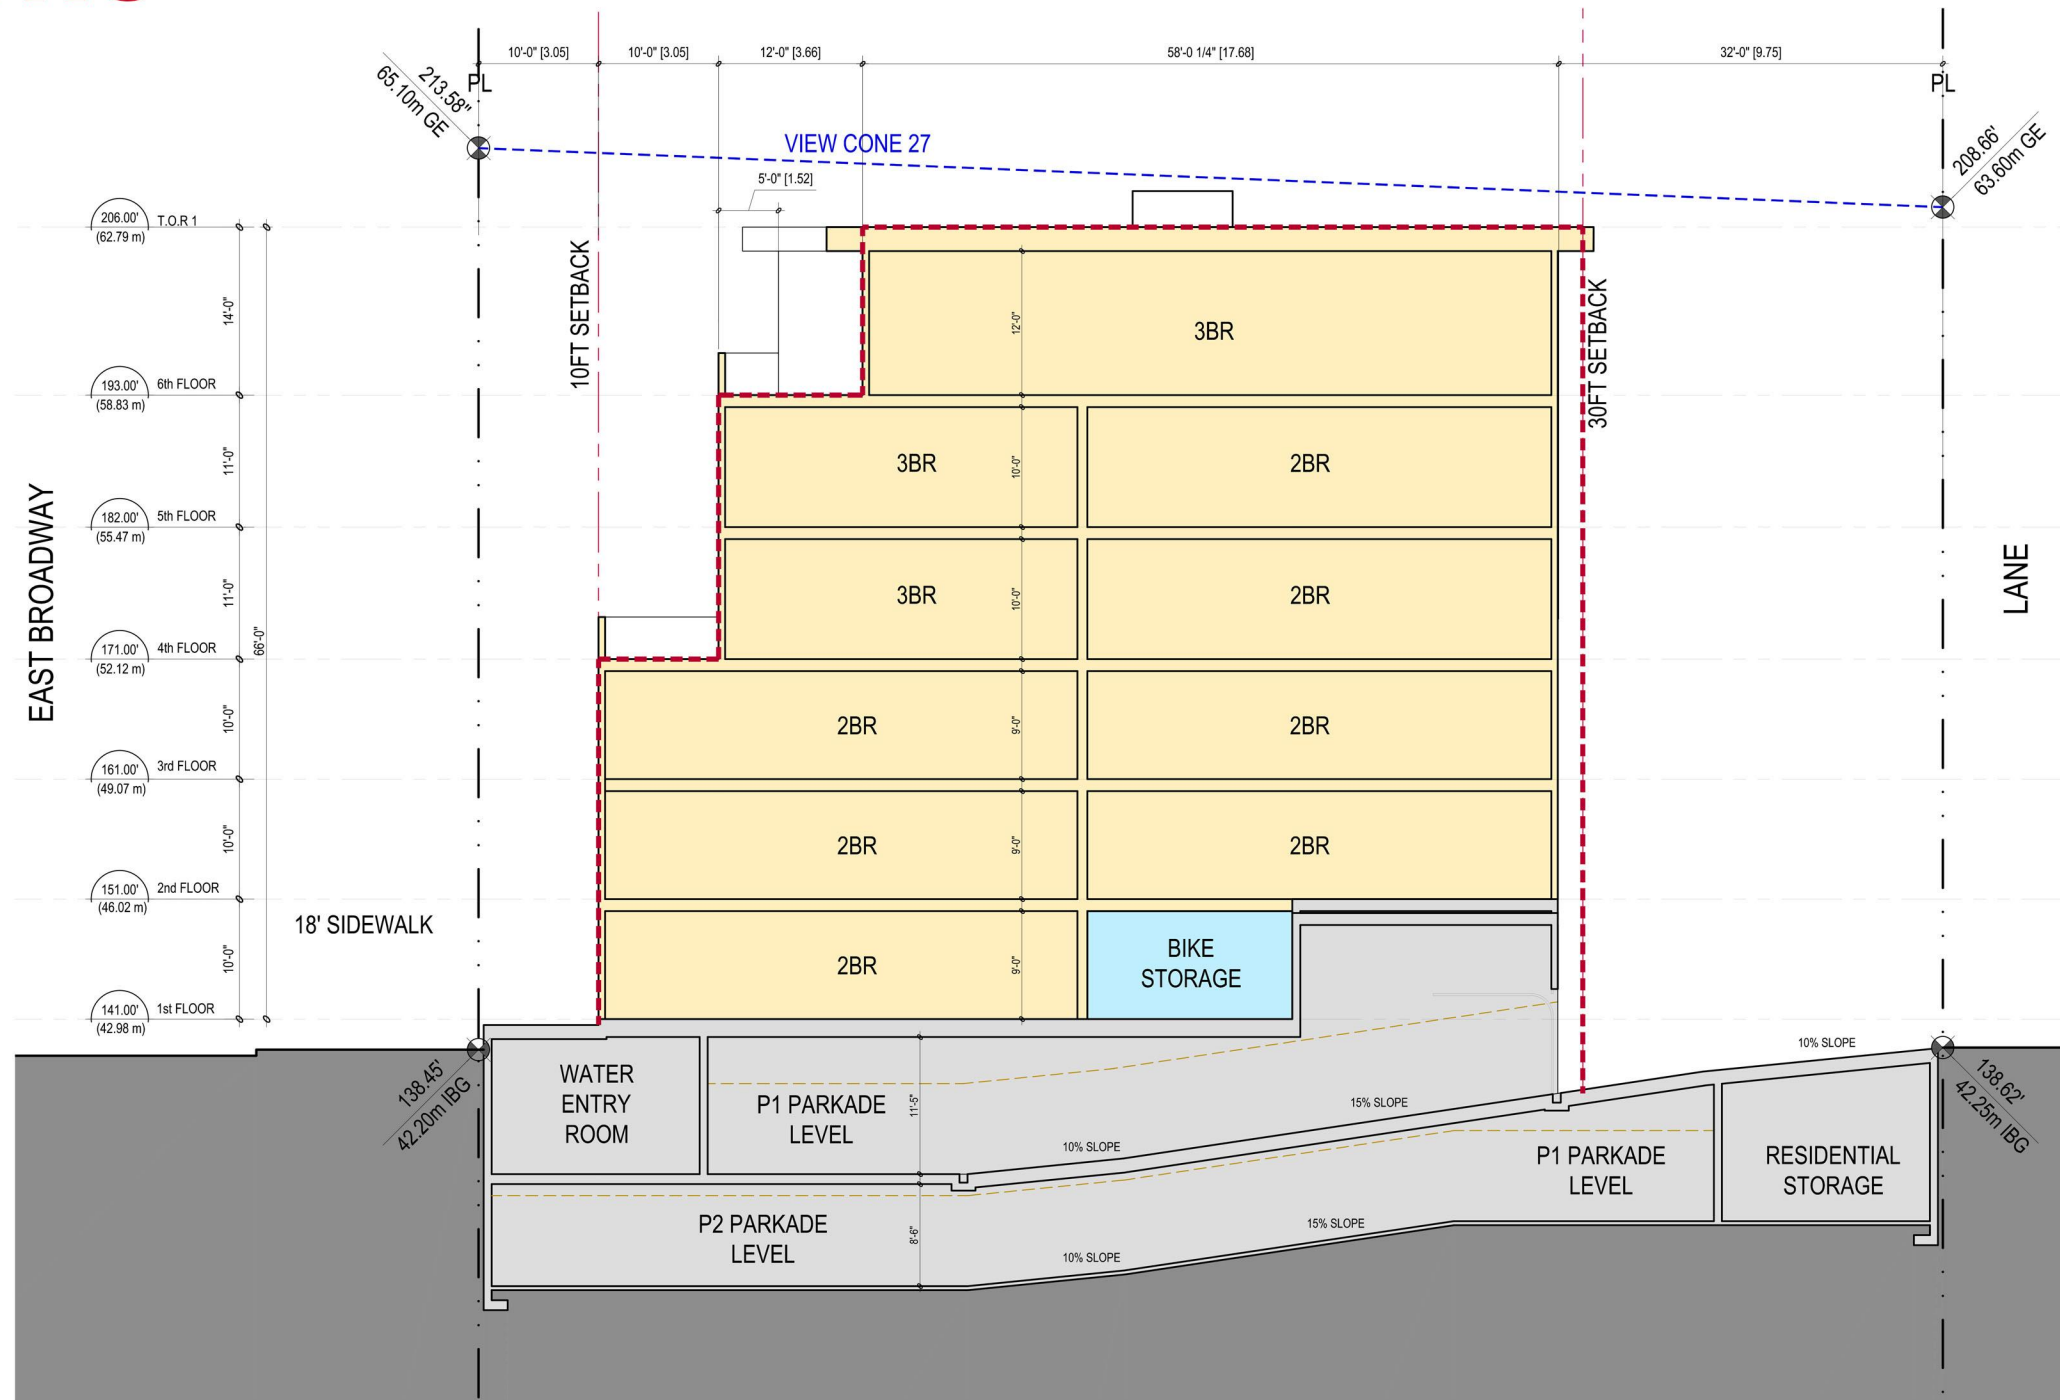 10'-0" [3.05]
10'-0" [3.05]
12'-0" [3.66]
58'-0 1/4" [17.68]
32'-0" [9.75]
PL
PL
213.58"
65.10m GE
VIEW CONE 27
208.66'
63.60m GE
5'-0" [1.52]
206.00'
T.O.R 1
(62.79 m)
10FT SETBACK
30FT SETBACK
14'-0"
12'-0"
3BR
193.00'
6th FLOOR
(58.83 m)
11'-0"
3BR
10'-0"
2BR
182.00'
5th FLOOR
(55.47 m)
EAST BROADWAY
LANE
11'-0"
3BR
10'-0"
2BR
171.00'
4th FLOOR
(52.12 m)
66'-0"
10'-0"
2BR
9'-0"
2BR
161.00'
3rd FLOOR
(49.07 m)
10'-0"
2BR
9'-0"
2BR
151.00'
2nd FLOOR
(46.02 m)
18' SIDEWALK
10'-0"
2BR
9'-0"
BIKE
STORAGE
141.00'
1st FLOOR
(42.98 m)
138.45'
42.20m IBG
138.62'
42.25m IBG
10% SLOPE
WATER
ENTRY
ROOM
P1 PARKADE
LEVEL
11'-5"
15% SLOPE
10% SLOPE
P1 PARKADE
LEVEL
RESIDENTIAL
STORAGE
P2 PARKADE
LEVEL
8'-6"
15% SLOPE
10% SLOPE